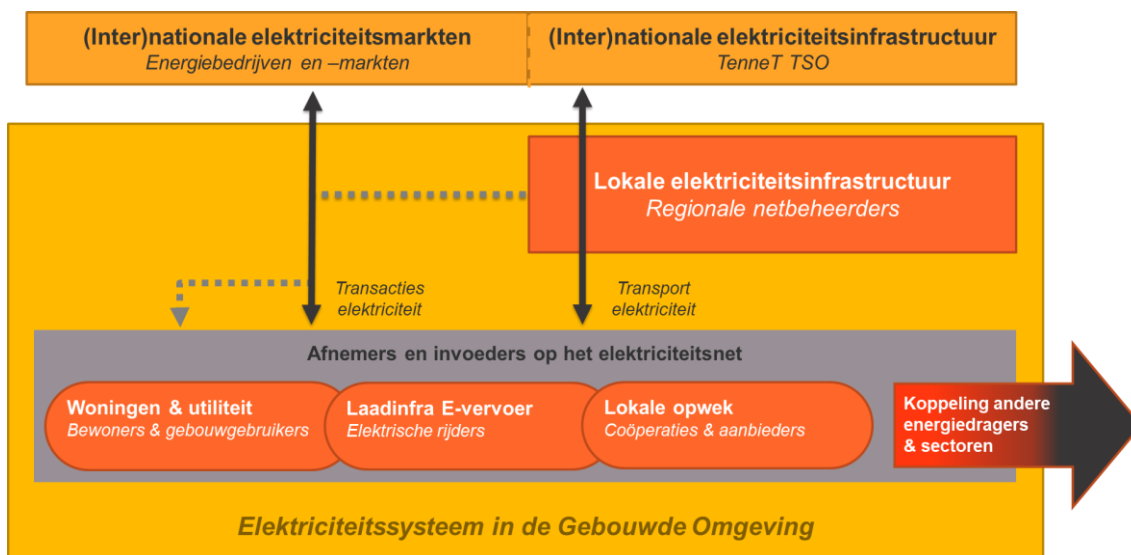 (Inter)nationale elektriciteitsmarkten
Energiebedrijven en –markten
(Inter)nationale elektriciteitsinfrastructuur
TenneT TSO
Lokale elektriciteitsinfrastructuur
Regionale netbeheerders
Transacties
elektriciteit
Transport
elektriciteit
Afnemers en invoeders op het elektriciteitsnet
Woningen & utiliteit
Bewoners & gebouwgebruikers
Laadinfra E-vervoer
Elektrische rijders
Lokale opwek
Coöperaties & aanbieders
Koppeling andere
energiedragers
& sectoren
Elektriciteitssysteem in de Gebouwde Omgeving